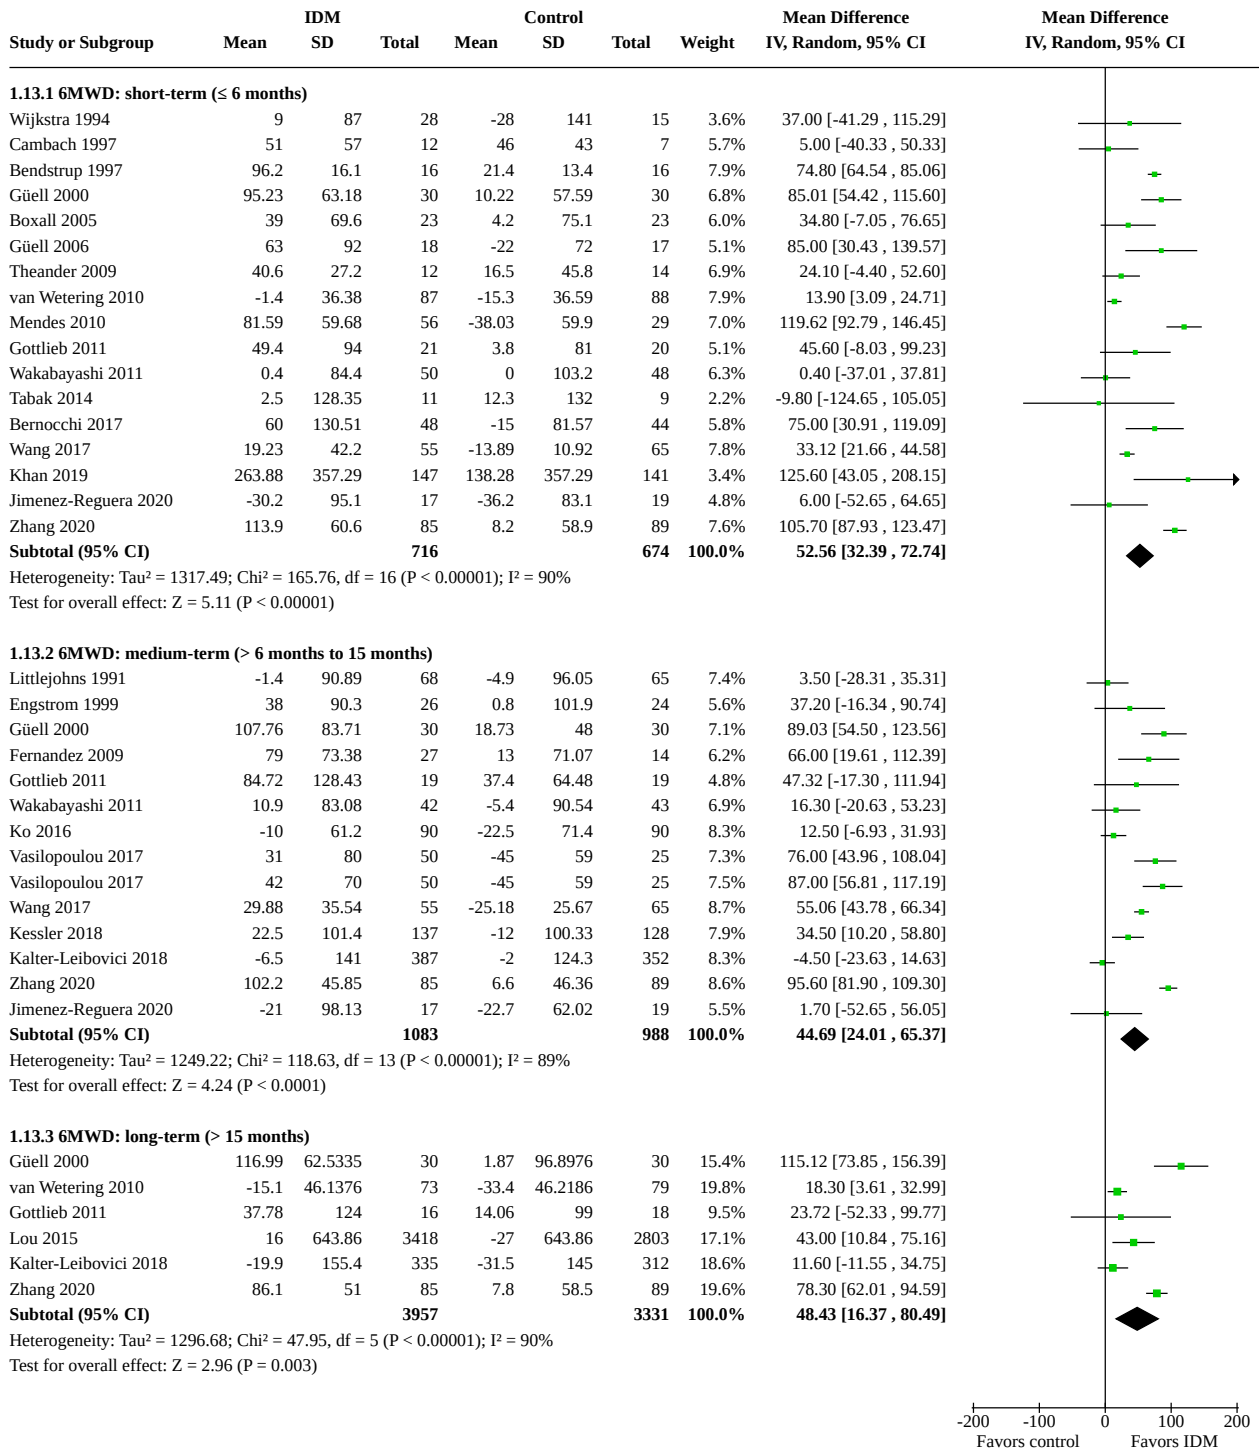 IDM Control Mean Difference Mean Difference
Study or Subgroup Mean SD Total Mean SD Total Weight IV, Random, 95% CI IV, Random, 95% CI
1.13.1 6MWD: short-term (≤ 6 months)
Wijkstra 1994 9 87 28 -28 141 15 3.6% 37.00 [-41.29 , 115.29]
Cambach 1997 51 57 12 46 43 7 5.7% 5.00 [-40.33 , 50.33]
Bendstrup 1997 96.2 16.1 16 21.4 13.4 16 7.9% 74.80 [64.54 , 85.06]
Güell 2000 95.23 63.18 30 10.22 57.59 30 6.8% 85.01 [54.42 , 115.60]
Boxall 2005 39 69.6 23 4.2 75.1 23 6.0% 34.80 [-7.05 , 76.65]
Güell 2006 63 92 18 -22 72 17 5.1% 85.00 [30.43 , 139.57]
Theander 2009 40.6 27.2 12 16.5 45.8 14 6.9% 24.10 [-4.40 , 52.60]
van Wetering 2010 -1.4 36.38 87 -15.3 36.59 88 7.9% 13.90 [3.09 , 24.71]
Mendes 2010 81.59 59.68 56 -38.03 59.9 29 7.0% 119.62 [92.79 , 146.45]
Gottlieb 2011 49.4 94 21 3.8 81 20 5.1% 45.60 [-8.03 , 99.23]
Wakabayashi 2011 0.4 84.4 50 0 103.2 48 6.3% 0.40 [-37.01 , 37.81]
Tabak 2014 2.5 128.35 11 12.3 132 9 2.2% -9.80 [-124.65 , 105.05]
Bernocchi 2017 60 130.51 48 -15 81.57 44 5.8% 75.00 [30.91 , 119.09]
Wang 2017 19.23 42.2 55 -13.89 10.92 65 7.8% 33.12 [21.66 , 44.58]
Khan 2019 263.88 357.29 147 138.28 357.29 141 3.4% 125.60 [43.05 , 208.15]
Jimenez-Reguera 2020 -30.2 95.1 17 -36.2 83.1 19 4.8% 6.00 [-52.65 , 64.65]
Zhang 2020 113.9 60.6 85 8.2 58.9 89 7.6% 105.70 [87.93 , 123.47]
Subtotal (95% CI) 716 674 100.0% 52.56 [32.39 , 72.74]
Heterogeneity: Tau² = 1317.49; Chi² = 165.76, df = 16 (P < 0.00001); I² = 90%
Test for overall effect: Z = 5.11 (P < 0.00001)
1.13.2 6MWD: medium-term (> 6 months to 15 months)
Littlejohns 1991 -1.4 90.89 68 -4.9 96.05 65 7.4% 3.50 [-28.31 , 35.31]
Engstrom 1999 38 90.3 26 0.8 101.9 24 5.6% 37.20 [-16.34 , 90.74]
Güell 2000 107.76 83.71 30 18.73 48 30 7.1% 89.03 [54.50 , 123.56]
Fernandez 2009 79 73.38 27 13 71.07 14 6.2% 66.00 [19.61 , 112.39]
Gottlieb 2011 84.72 128.43 19 37.4 64.48 19 4.8% 47.32 [-17.30 , 111.94]
Wakabayashi 2011 10.9 83.08 42 -5.4 90.54 43 6.9% 16.30 [-20.63 , 53.23]
Ko 2016 -10 61.2 90 -22.5 71.4 90 8.3% 12.50 [-6.93 , 31.93]
Vasilopoulou 2017 31 80 50 -45 59 25 7.3% 76.00 [43.96 , 108.04]
Vasilopoulou 2017 42 70 50 -45 59 25 7.5% 87.00 [56.81 , 117.19]
Wang 2017 29.88 35.54 55 -25.18 25.67 65 8.7% 55.06 [43.78 , 66.34]
Kessler 2018 22.5 101.4 137 -12 100.33 128 7.9% 34.50 [10.20 , 58.80]
Kalter-Leibovici 2018 -6.5 141 387 -2 124.3 352 8.3% -4.50 [-23.63 , 14.63]
Zhang 2020 102.2 45.85 85 6.6 46.36 89 8.6% 95.60 [81.90 , 109.30]
Jimenez-Reguera 2020 -21 98.13 17 -22.7 62.02 19 5.5% 1.70 [-52.65 , 56.05]
Subtotal (95% CI) 1083 988 100.0% 44.69 [24.01 , 65.37]
Heterogeneity: Tau² = 1249.22; Chi² = 118.63, df = 13 (P < 0.00001); I² = 89%
Test for overall effect: Z = 4.24 (P < 0.0001)
1.13.3 6MWD: long-term (> 15 months)
Güell 2000 116.99 62.5335 30 1.87 96.8976 30 15.4% 115.12 [73.85 , 156.39]
van Wetering 2010 -15.1 46.1376 73 -33.4 46.2186 79 19.8% 18.30 [3.61 , 32.99]
Gottlieb 2011 37.78 124 16 14.06 99 18 9.5% 23.72 [-52.33 , 99.77]
Lou 2015 16 643.86 3418 -27 643.86 2803 17.1% 43.00 [10.84 , 75.16]
Kalter-Leibovici 2018 -19.9 155.4 335 -31.5 145 312 18.6% 11.60 [-11.55 , 34.75]
Zhang 2020 86.1 51 85 7.8 58.5 89 19.6% 78.30 [62.01 , 94.59]
Subtotal (95% CI) 3957 3331 100.0% 48.43 [16.37 , 80.49]
Heterogeneity: Tau² = 1296.68; Chi² = 47.95, df = 5 (P < 0.00001); I² = 90%
Test for overall effect: Z = 2.96 (P = 0.003)
-200 -100 0 100 200
Favors control Favors IDM